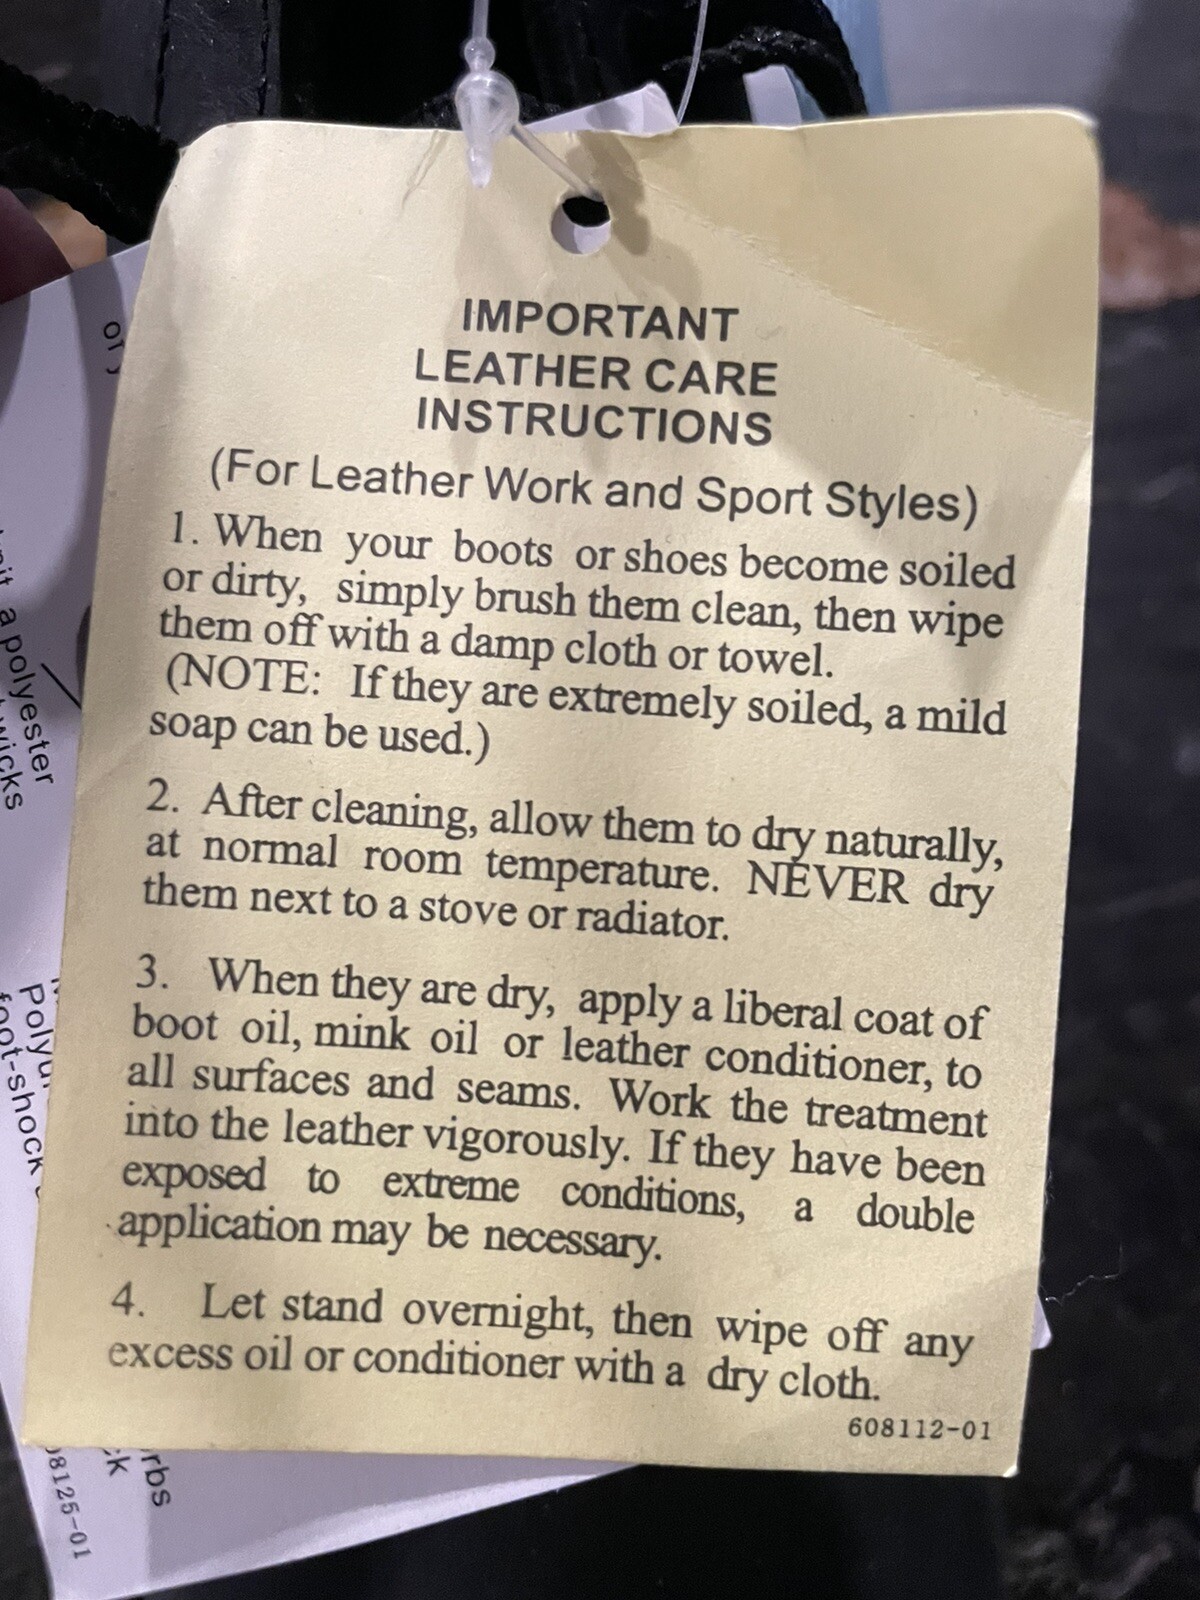 IMPORTANT
LEATHER CARE
INSTRUCTIONS
(For Leather Work and Sport Styles)
1. When your boots or shoes become soiled
or dirty, simply brush them clean, then wipe
them off with a damp cloth or towel.
(NOTE: If they are extremely soiled, a mild
soap can be used.)
2. After cleaning, allow them to dry naturally,
at normal room temperature. NEVER dry
them next to a stove or radiator.
3. When they are dry, apply a liberal coat of
boot oil, mink oil or leather conditioner, to
all surfaces and seams. Work the treatment
into the leather vigorously. If they have been
exposed to extreme conditions, a double
application may be necessary.
4. Let stand overnight, then wipe off any
excess oil or conditioner with a dry cloth.
608112-01
a polyester
foot-shock